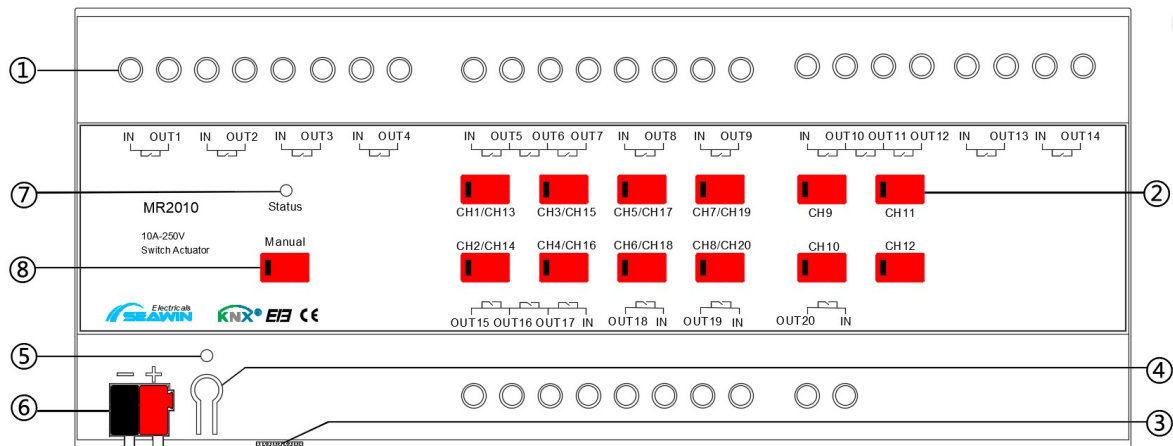 ①
IN OUT1 IN OUT2 IN OUT3 IN OUT4 IN OUT5 OUT6 OUT7 IN OUT8 IN OUT9 IN OUT10 OUT11 OUT12 IN OUT13 IN OUT14
⑦
②
MR2010 Status
CH1/CH13 CH3/CH15 CH5/CH17 CH7/CH19 CH9 CH11
10A-250V
Switch Actuator
Manual
CH2/CH14 CH4/CH16 CH6/CH18 CH8/CH20 CH10 CH12
⑧
Electricals
SEAWIN
KNX® EIB CE
OUT15 OUT16 OUT17 IN OUT18 IN OUT19 IN OUT20 IN
⑤
④
− +
⑥
③